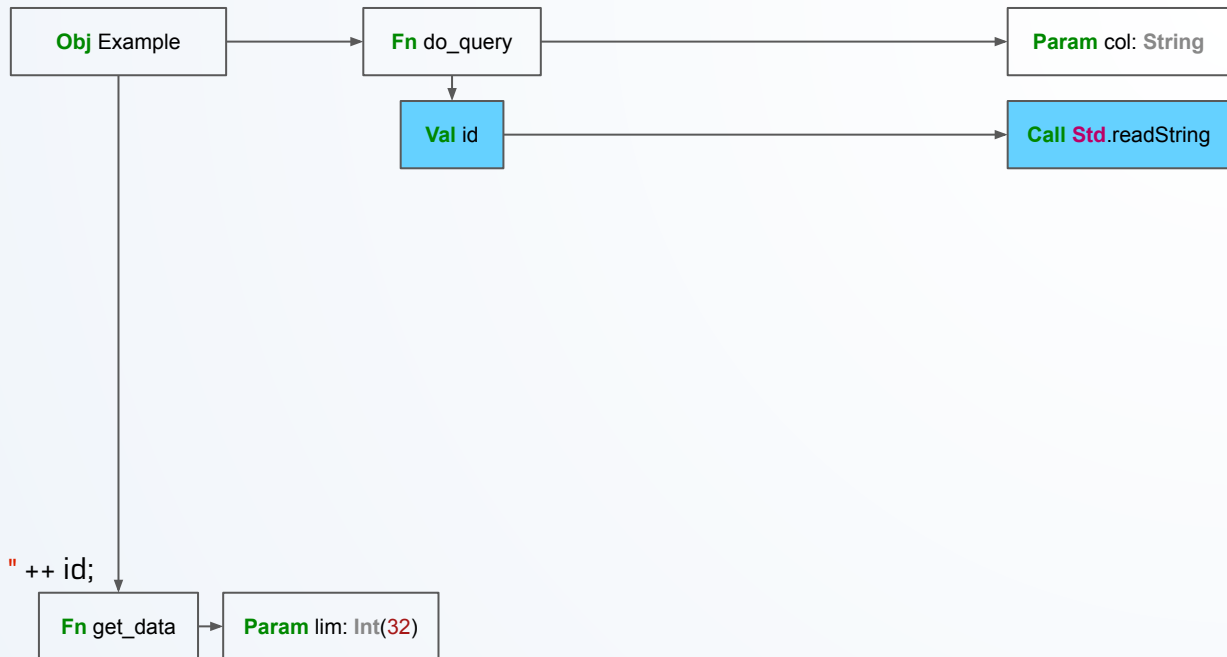 Obj Example
Fn do_query
Param col: String
Val id
Call Std.readString
" ++ id;
Fn get_data
Param lim: Int(32)